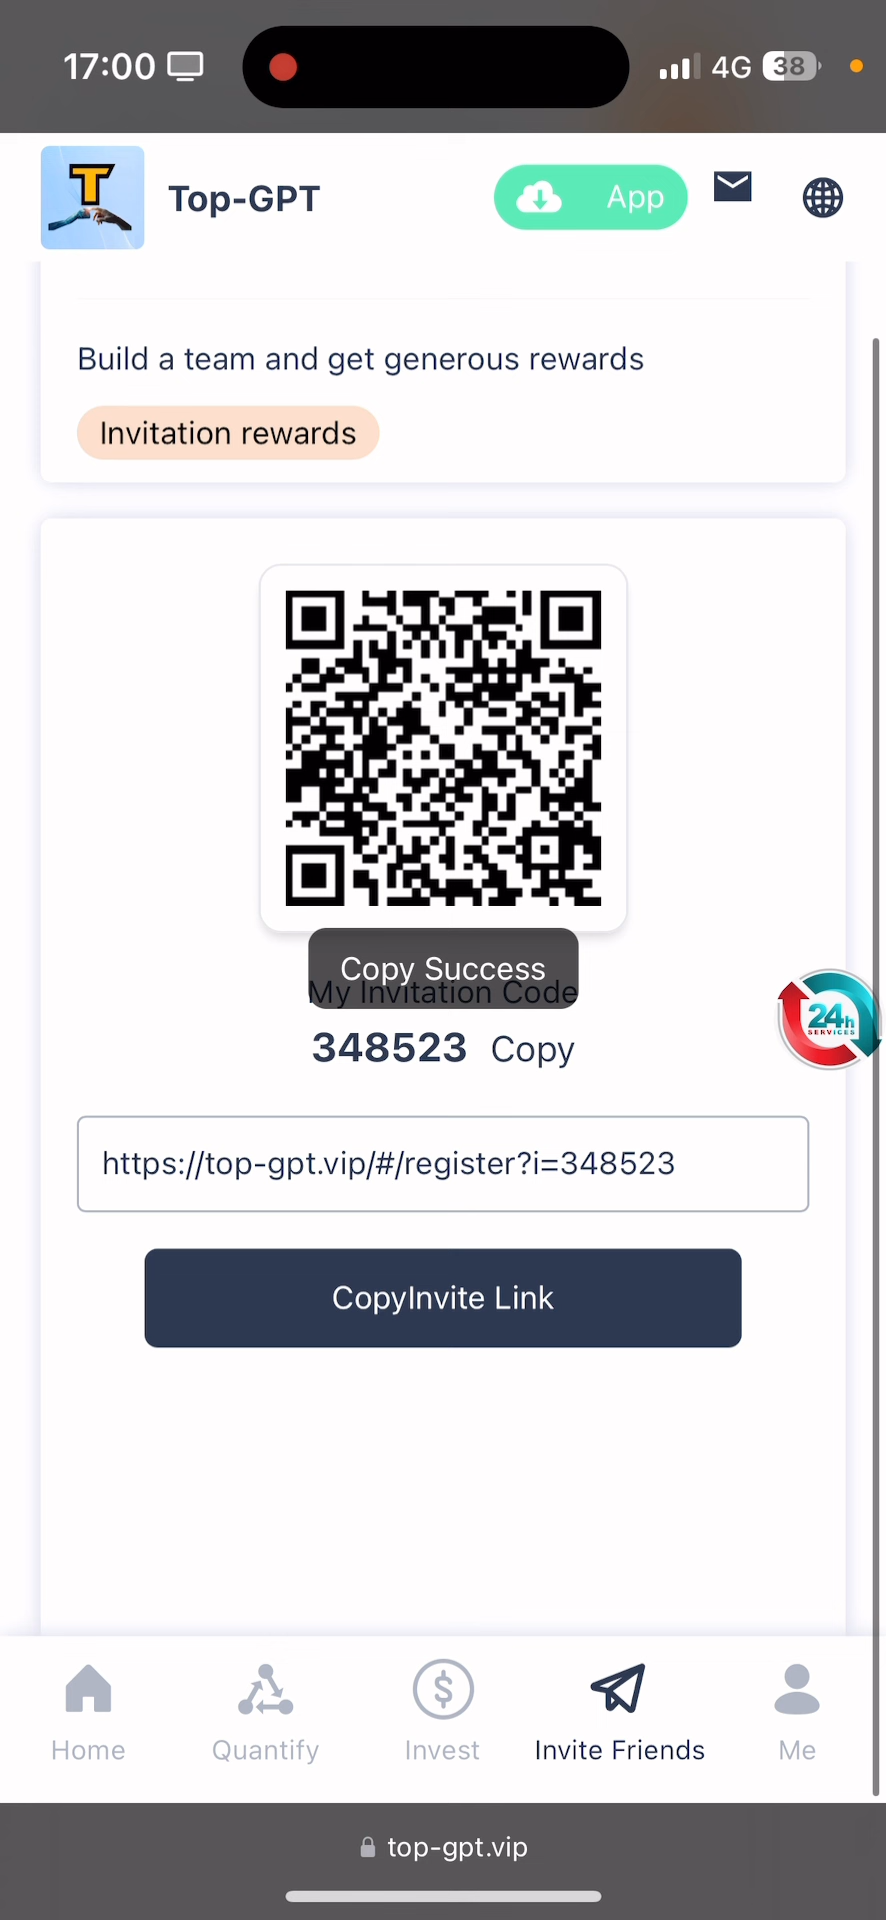 17:00
4G 38
T
Top-GPT
App
Build a team and get generous rewards
Invitation rewards
Copy Success
My Invitation Code
24h
SERVICES
348523 Copy
https://top-gpt.vip/#/register?i=348523
CopyInvite Link
Home
Quantify
$
Invest
Invite Friends
Me
top-gpt.vip